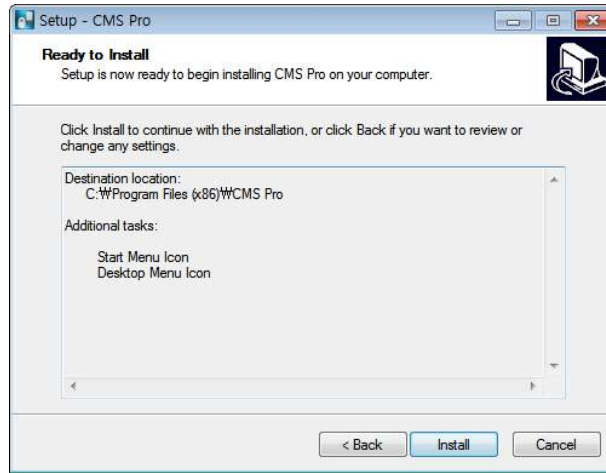 Setup - CMS Pro
Ready to Install
Setup is now ready to begin installing CMS Pro on your computer.
Click Install to continue with the installation, or click Back if you want to review or
change any settings.
Destination location:
C:₩Program Files (x86)₩CMS Pro
Additional tasks:
Start Menu Icon
Desktop Menu Icon
< Back
Install
Cancel